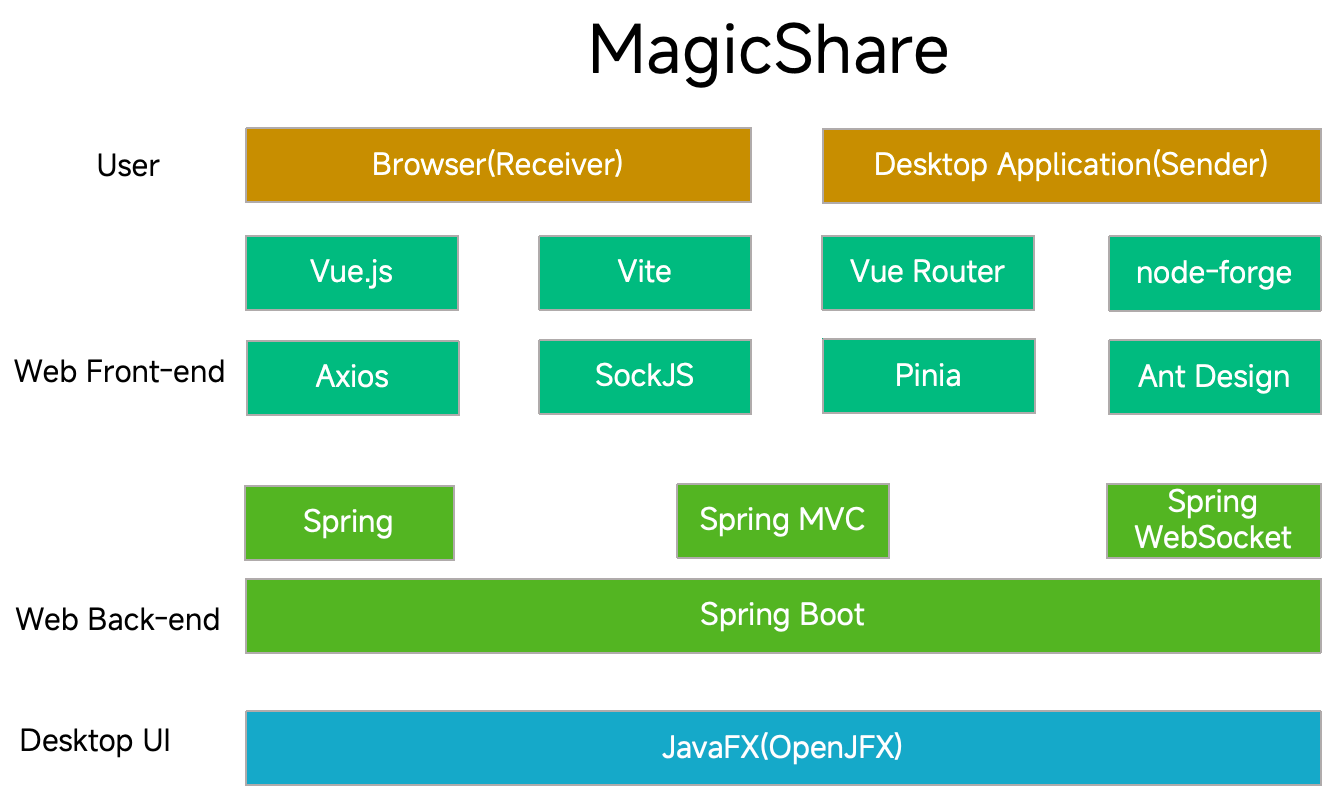 MagicShare
User
Browser(Receiver)
Desktop Application(Sender)
Vue.js
Vite
Vue Router
node-forge
Web Front-end
Axios
SockJS
Pinia
Ant Design
Spring
Spring MVC
Spring
WebSocket
Web Back-end
Spring Boot
Desktop UI
JavaFX(OpenJFX)